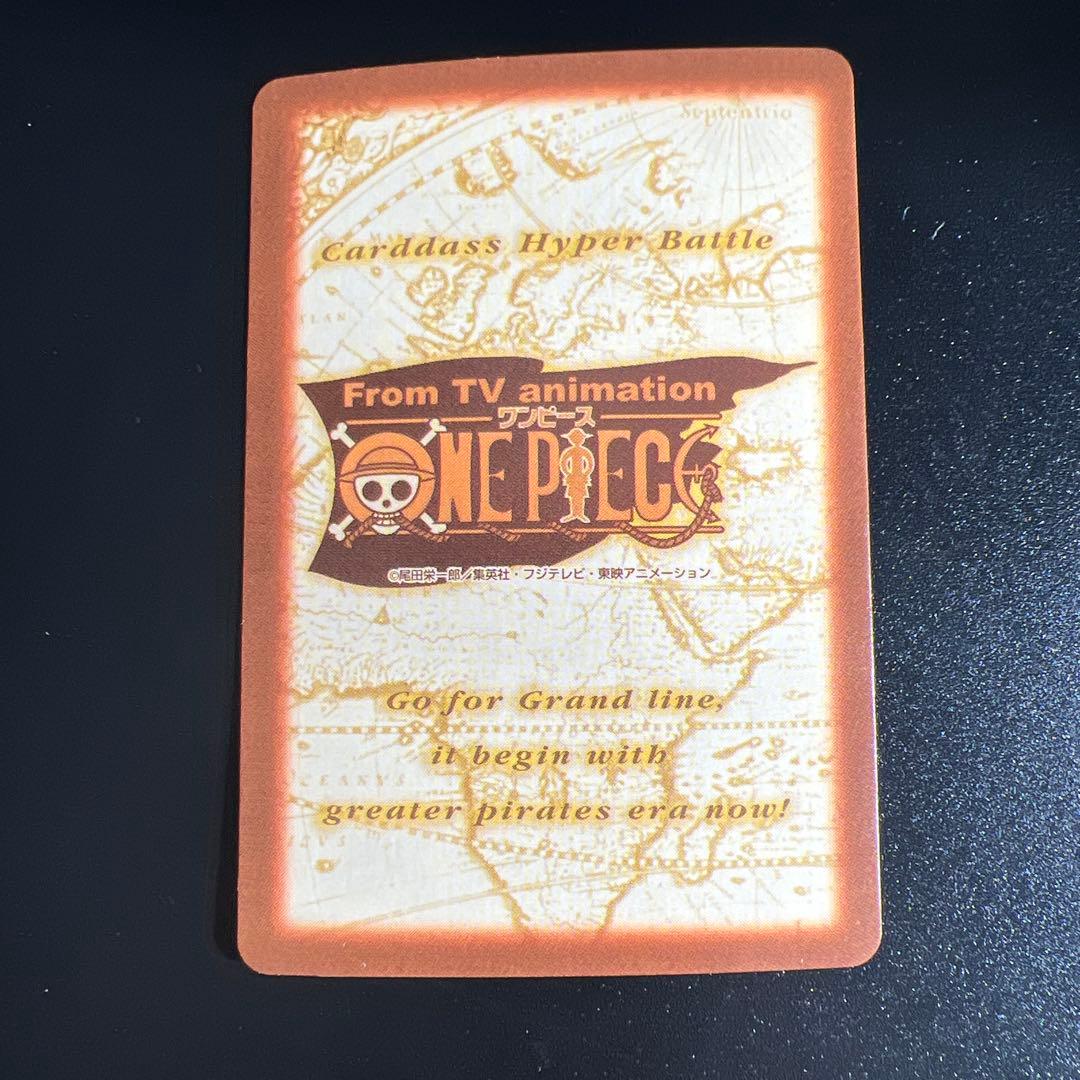 Septentrio
Carddass Hyper Battle
From TV animation
ワンピース
ONE PIECE
©尾田栄一郎／集英社・フジテレビ・東映アニメーション
Go for Grand line,
it begin with
greater pirates era now!